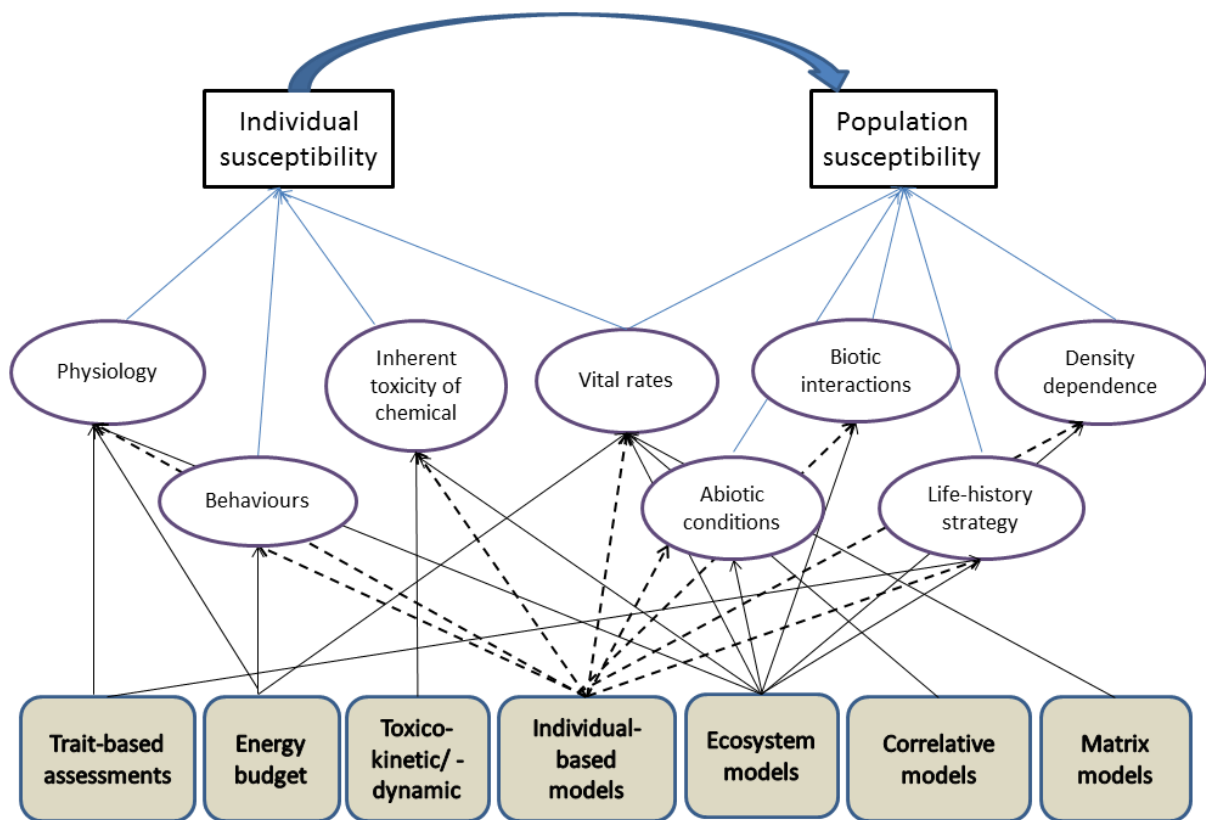 Individual
susceptibility
Population
susceptibility
Physiology
Inherent
toxicity of
chemical
Vital rates
Biotic
interactions
Density
dependence
Behaviours
Abiotic
conditions
Life-history
strategy
Trait-based
assessments
Energy
budget
Toxico-
kinetic/ -
dynamic
Individual-
based
models
Ecosystem
models
Correlative
models
Matrix
models